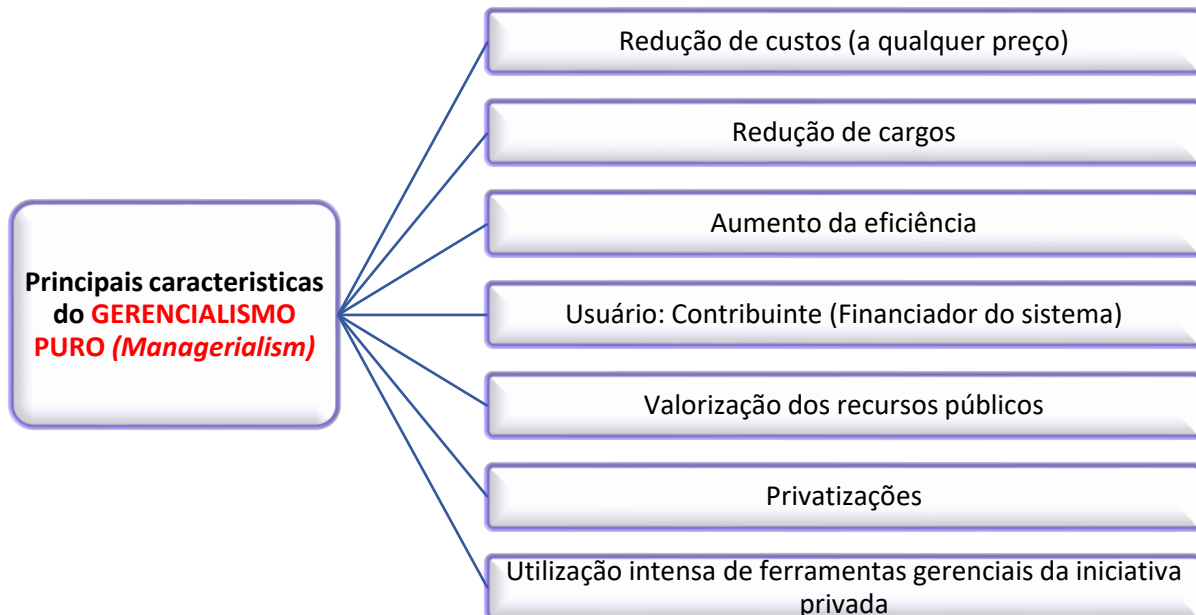 Redução de custos (a qualquer preço)
Redução de cargos
Aumento da eficiência
Principais caracteristicas
do GERENCIALISMO
PURO (Managerialism)
Usuário: Contribuinte (Financiador do sistema)
Valorização dos recursos públicos
Privatizações
Utilização intensa de ferramentas gerenciais da iniciativa
privada